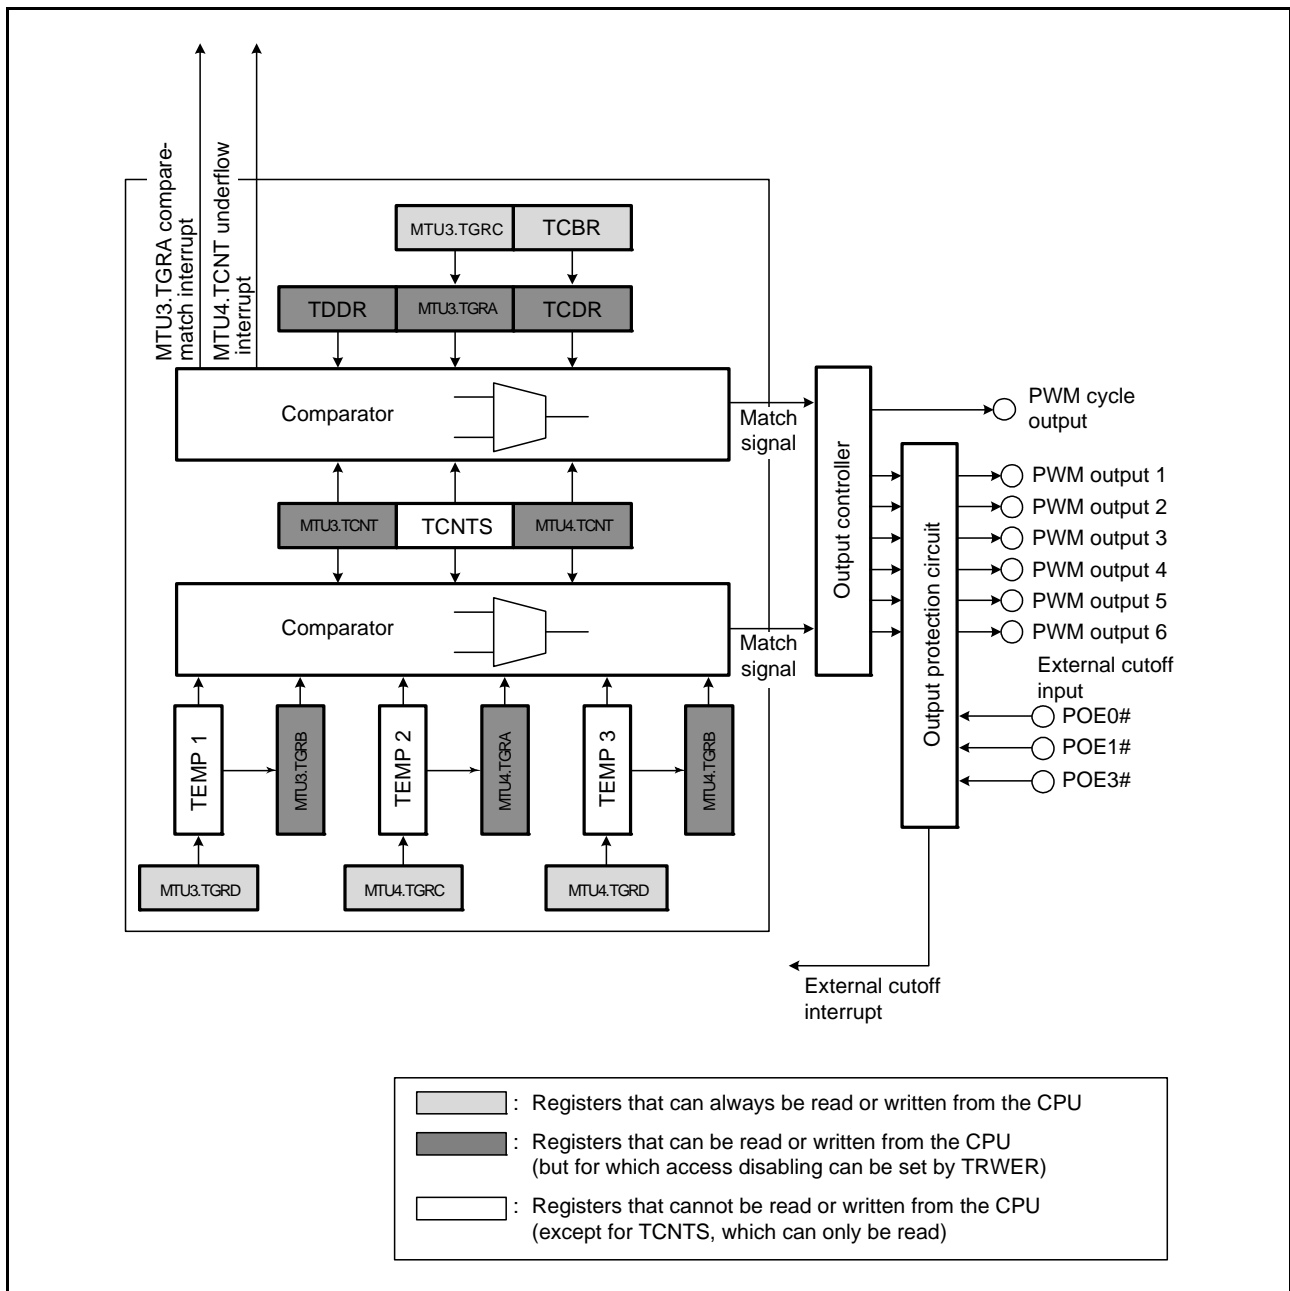 MTU3.TGRA compare-
match interrupt
MTU4.TCNT underflow
interrupt
MTU3.TGRC
TCBR
TDDR
MTU3.TGRA
TCDR
Comparator
Match
signal
MTU3.TCNT
TCNTS
MTU4.TCNT
Comparator
Match
signal
TEMP 1
MTU3.TGRB
TEMP 2
MTU4.TGRA
TEMP 3
MTU4.TGRB
MTU3.TGRD
MTU4.TGRC
MTU4.TGRD
Output controller
Output protection circuit
PWM cycle
output
PWM output 1
PWM output 2
PWM output 3
PWM output 4
PWM output 5
PWM output 6
External cutoff
input
POE0#
POE1#
POE3#
External cutoff
interrupt
: Registers that can always be read or written from the CPU
: Registers that can be read or written from the CPU
(but for which access disabling can be set by TRWER)
: Registers that cannot be read or written from the CPU
(except for TCNTS, which can only be read)